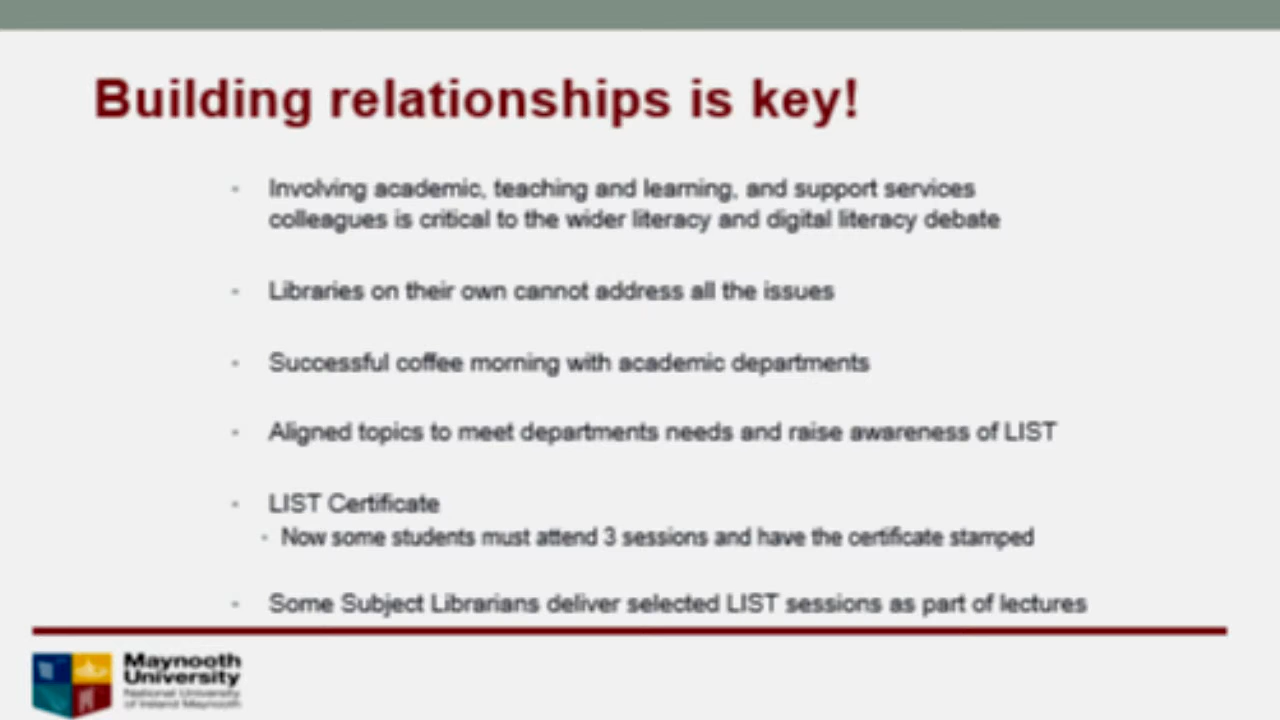 Building relationships is key!
- Involving academic, teaching and learning, and support services
colleagues is critical to the wider literacy and digital literacy debate
- Libraries on their own cannot address all the issues
- Successful coffee morning with academic departments
- Aligned topics to meet departments needs and raise awareness of LIST
- LIST Certificate
- Now some students must attend 3 sessions and have the certificate stamped
- Some Subject Librarians deliver selected LIST sessions as part of lectures
Maynooth
University
National University
of Ireland Maynooth